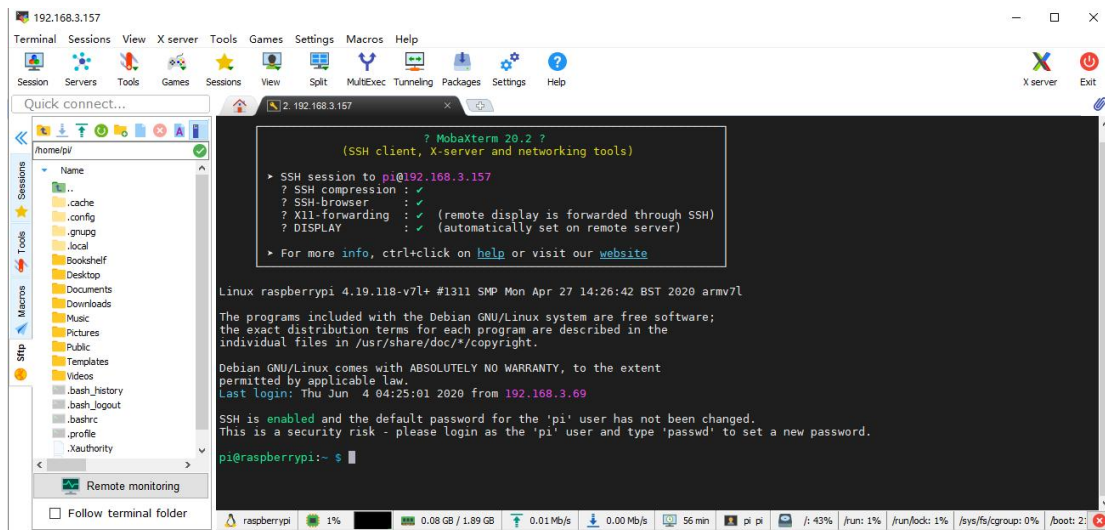 192.168.3.157
Terminal Sessions View X server Tools Games Settings Macros Help
Session Servers Tools Games Sessions View Split MultiExec Tunneling Packages Settings Help X server Exit
Quick connect...
2. 192.168.3.157
/home/pi/
Name
..
.cache
.config
.gnupg
.local
Bookshelf
Desktop
Documents
Downloads
Music
Pictures
Public
Templates
Videos
.bash_history
.bash_logout
.bashrc
.profile
.Xauthority
Remote monitoring
Follow terminal folder
Sessions
Tools
Macros
Sftp
? MobaXterm 20.2 ?
(SSH client, X-server and networking tools)
➤ SSH session to pi@192.168.3.157
? SSH compression : ✔
? SSH-browser : ✔
? X11-forwarding : ✔ (remote display is forwarded through SSH)
? DISPLAY : ✔ (automatically set on remote server)
➤ For more info, ctrl+click on help or visit our website
Linux raspberrypi 4.19.118-v7l+ #1311 SMP Mon Apr 27 14:26:42 BST 2020 armv7l
The programs included with the Debian GNU/Linux system are free software;
the exact distribution terms for each program are described in the
individual files in /usr/share/doc/*/copyright.
Debian GNU/Linux comes with ABSOLUTELY NO WARRANTY, to the extent
permitted by applicable law.
Last login: Thu Jun  4 04:25:01 2020 from 192.168.3.69
SSH is enabled and the default password for the 'pi' user has not been changed.
This is a security risk - please login as the 'pi' user and type 'passwd' to set a new password.
pi@raspberrypi:~ $
raspberrypi 1% 0.08 GB / 1.89 GB 0.01 Mb/s 0.00 Mb/s 56 min pi pi /: 43% /run: 1% /run/lock: 1% /sys/fs/cgroup: 0% /boot: 2